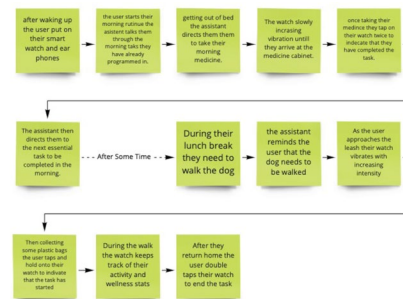 after waking up
the user put on
their smart
watch and ear
phones
the user starts their
morning rutinue the
asistent talks them
through the
morning taks they
have already
programmed in.
getting out of bed
the assistant
directs them them
to take their
morning
medicine.
The watch slowly
incrasing
vibration untill
they arrive at the
medicine cabinet.
once taking their
medince they tap on
their watch twice to
indecate that they
have completed the
task.
The assistant then
directs them to
the next essential
task to be
completed in the
morning.
After Some Time
During their
lunch break
they need to
walk the dog
the assistant
reminds the
user that the
dog needs to
be walked
As the user
approaches the
leash their watch
vibrates with
increasing
intensity
Then collecting
some plastic bags
the user taps and
hold unto their
watch to indivate
that the task has
started
During the walk
the watch keeps
track of their
activity and
wellness stats
After they
return home the
user double
taps their watch
to end the task